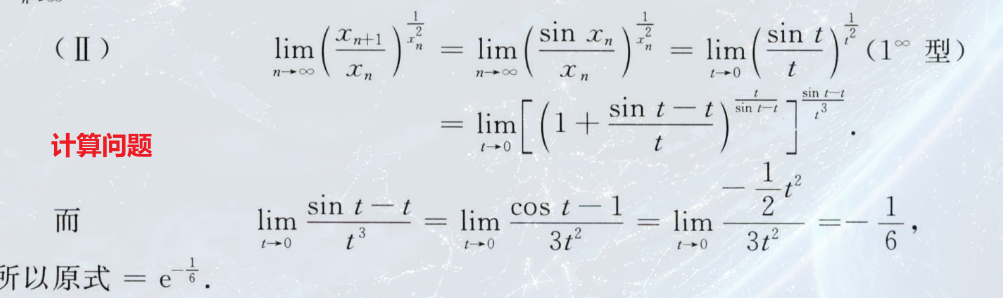 n→∞
(Ⅱ) lim_{n→∞} (x_{n+1}/x_n)^{1/x_n^2} = lim_{n→∞} (sin x_n/x_n)^{1/x_n^2} = lim_{t→0} (sin t/t)^{1/t^2} (1^∞ 型)
= lim_{t→0} [(1 + (sin t − t)/t)^{t/(sin t−t)}]^{(sin t−t)/t^3}.
计算问题
而 lim_{t→0} (sin t − t)/t^3 = lim_{t→0} (cos t − 1)/(3t^2) = lim_{t→0} (−(1/2)t^2)/(3t^2) = −1/6,
所以原式 = e^{−1/6}.